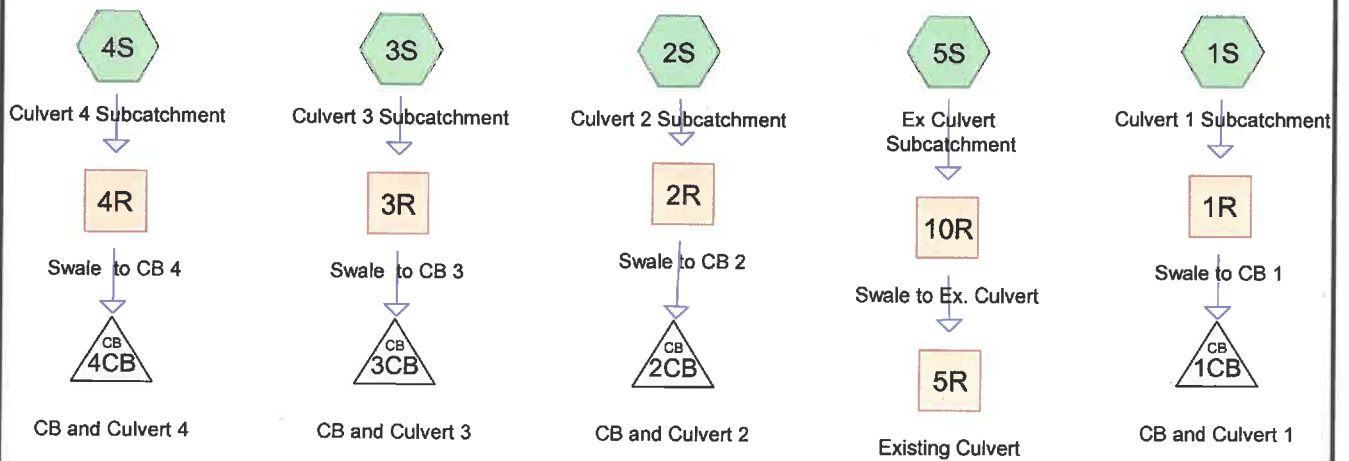 4S
Culvert 4 Subcatchment
4R
Swale to CB 4
CB
4CB
CB and Culvert 4
3S
Culvert 3 Subcatchment
3R
Swale to CB 3
CB
3CB
CB and Culvert 3
2S
Culvert 2 Subcatchment
2R
Swale to CB 2
CB
2CB
CB and Culvert 2
5S
Ex Culvert
Subcatchment
10R
Swale to Ex. Culvert
5R
Existing Culvert
1S
Culvert 1 Subcatchment
1R
Swale to CB 1
CB
1CB
CB and Culvert 1